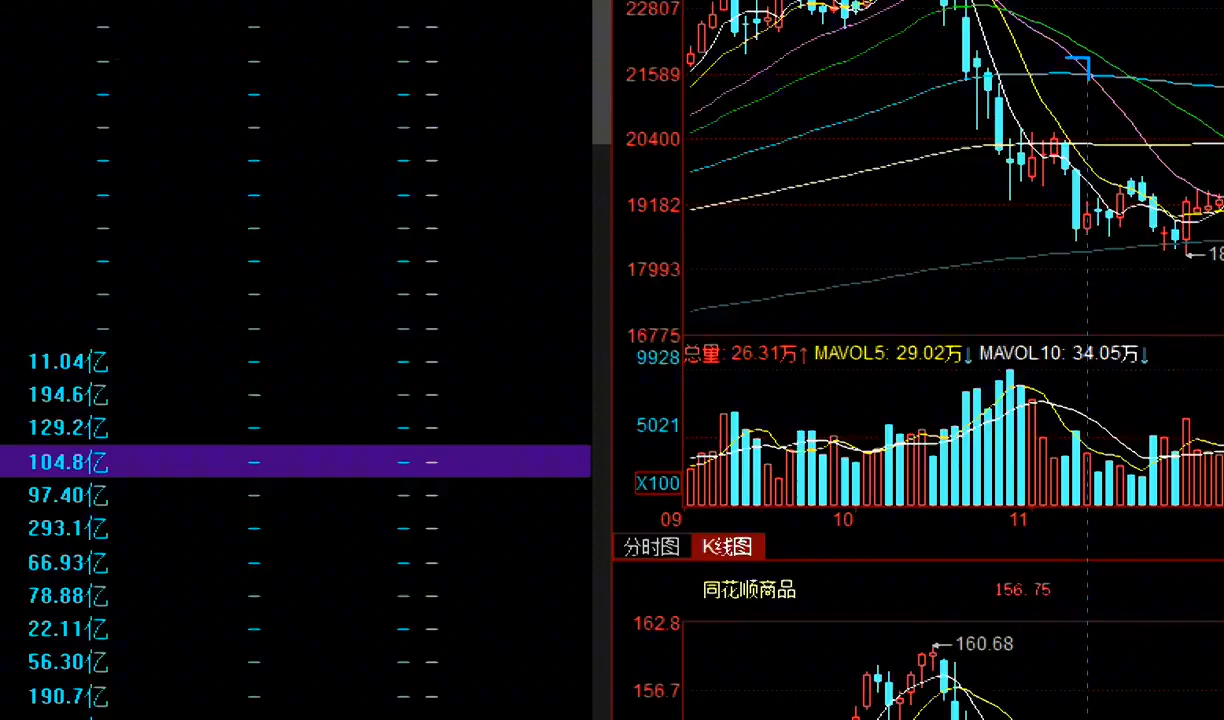 11.04亿
194.6亿
129.2亿
104.8亿
97.40亿
293.1亿
66.93亿
78.88亿
22.11亿
56.30亿
190.7亿
22807
21589
20400
19182
17993
16775
18
总量: 26.31万↑ MAVOL5: 29.02万↓ MAVOL10: 34.05万↓
9928
5021
X100
09 10 11
分时图 K线图
同花顺商品 156.75
162.8
160.68
156.7